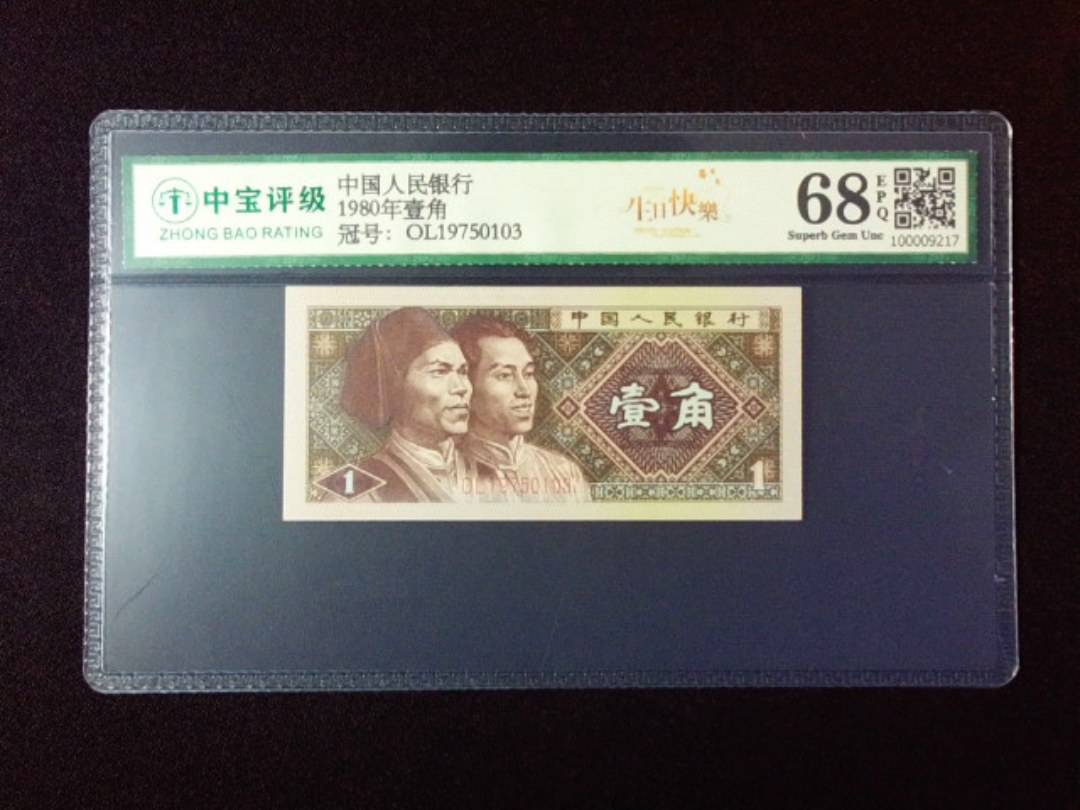 中宝评级
ZHONG BAO RATING
中国人民银行
1980年壹角
冠号：OL19750103
生日快樂
68
EPQ
Superb Gem Unc
100009217
中国人民银行
壹角
1
OL19750103
1